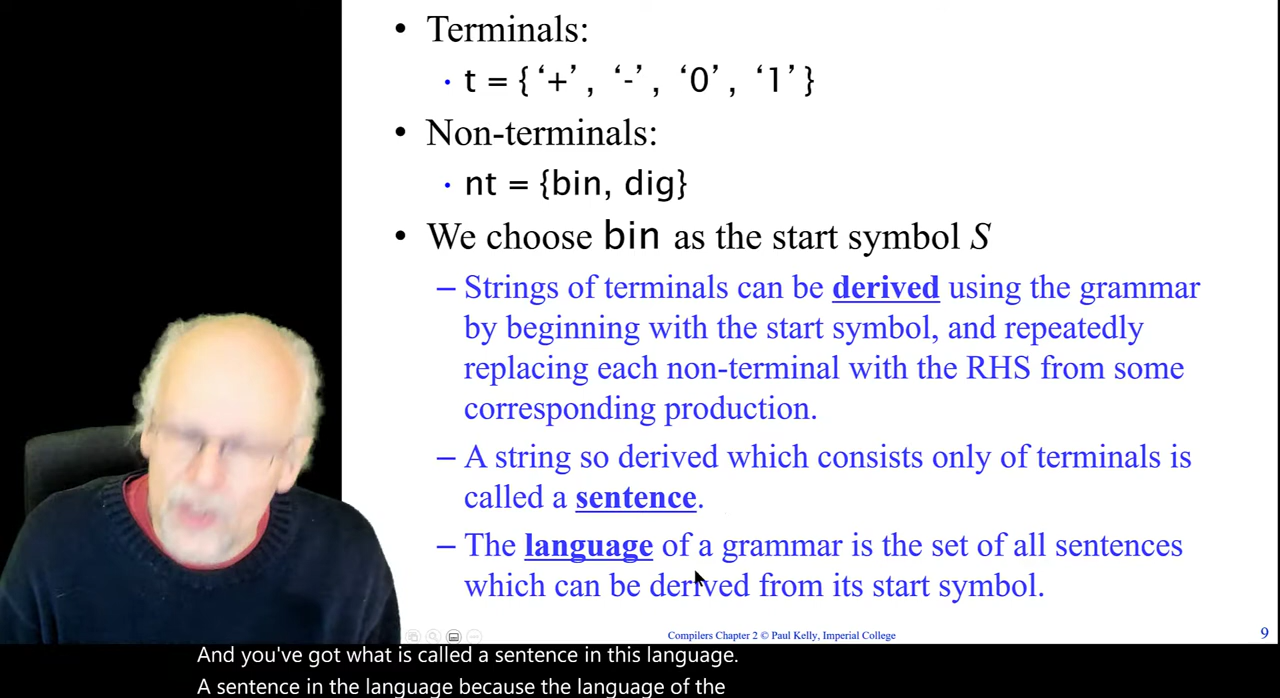 • Terminals:
• t = {‘+’, ‘-’, ‘0’, ‘1’}
• Non-terminals:
• nt = {bin, dig}
• We choose bin as the start symbol S
– Strings of terminals can be derived using the grammar
by beginning with the start symbol, and repeatedly
replacing each non-terminal with the RHS from some
corresponding production.
– A string so derived which consists only of terminals is
called a sentence.
– The language of a grammar is the set of all sentences
which can be derived from its start symbol.
Compilers Chapter 2 © Paul Kelly, Imperial College
9
And you've got what is called a sentence in this language.
A sentence in the language because the language of the